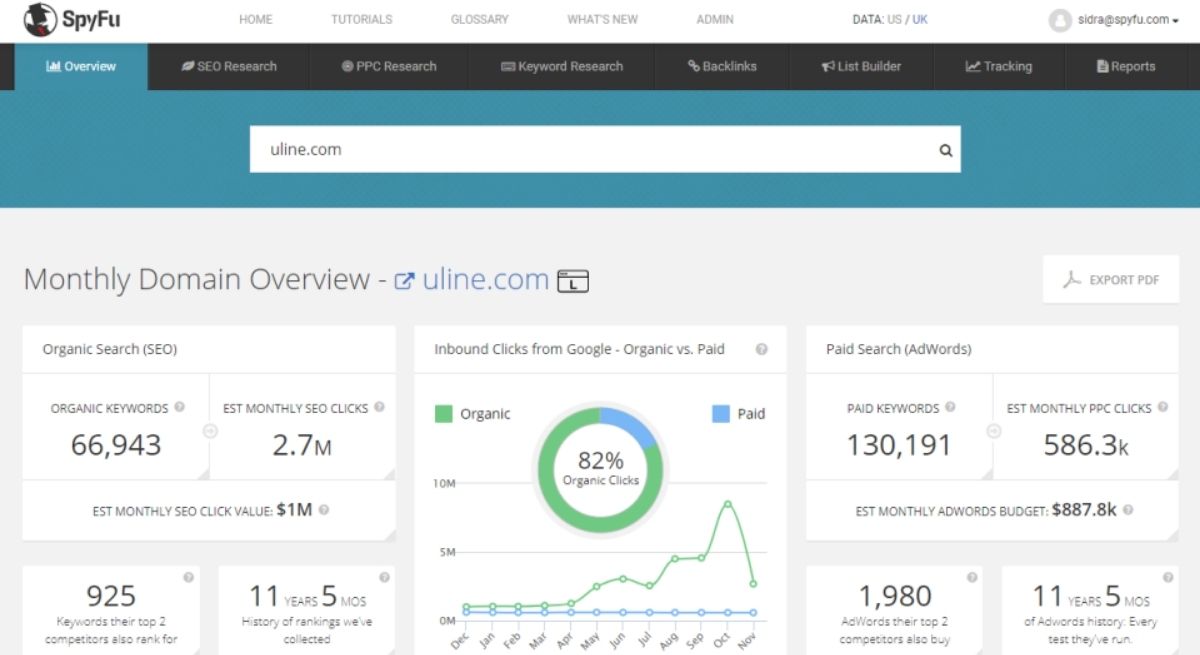 SpyFu
HOME TUTORIALS GLOSSARY WHAT'S NEW ADMIN DATA: US / UK sidra@spyfu.com
Overview SEO Research PPC Research Keyword Research Backlinks List Builder Tracking Reports
uline.com
Monthly Domain Overview - uline.com L
EXPORT PDF
Organic Search (SEO)
ORGANIC KEYWORDS ?
66,943
EST MONTHLY SEO CLICKS ?
2.7M
EST MONTHLY SEO CLICK VALUE: $1M ?
925
Keywords their top 2
competitors also rank for
?
11 YEARS 5 MOS
History of rankings we've
collected
?
Inbound Clicks from Google - Organic vs. Paid ?
Organic Paid
82%
Organic Clicks
10M
5M
0M
Dec Jan Feb Mar Apr May Jun Jul Aug Sep Oct Nov
Paid Search (AdWords)
PAID KEYWORDS ?
130,191
EST MONTHLY PPC CLICKS ?
586.3k
EST MONTHLY ADWORDS BUDGET: $887.8k ?
1,980
AdWords their top 2
competitors also buy
?
11 YEARS 5 MOS
of Adwords history: Every
test they've run.
?